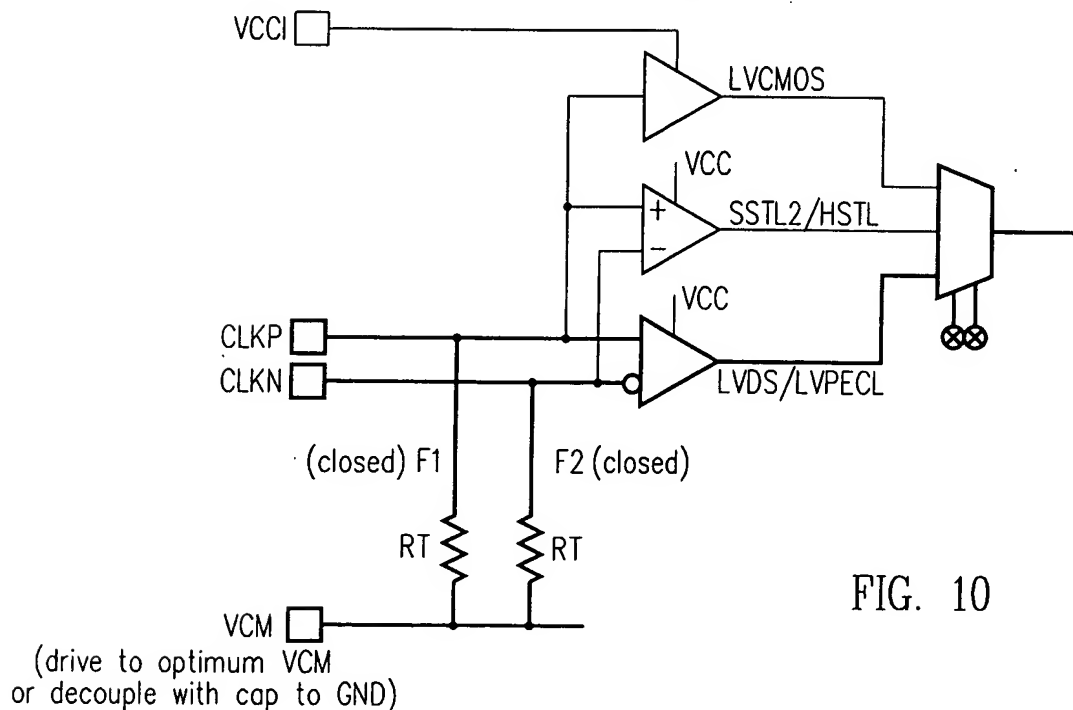 VCCI
LVCMOS
VCC
+
SSTL2/HSTL
−
VCC
CLKP
CLKN
LVDS/LVPECL
(closed) F1
F2 (closed)
RT
RT
FIG. 10
VCM
(drive to optimum VCM
or decouple with cap to GND)